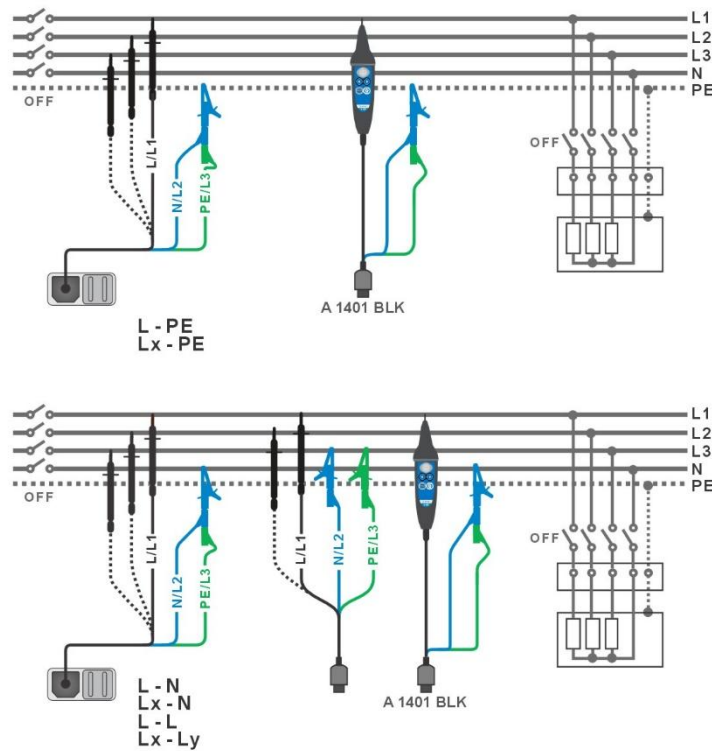 L1
L2
L3
N
PE
OFF
L/L1
N/L2
PE/L3
OFF
A 1401 BLK
L - PE
Lx - PE
L1
L2
L3
N
PE
OFF
L/L1
N/L2
PE/L3
L/L1
N/L2
PE/L3
OFF
A 1401 BLK
L - N
Lx - N
L - L
Lx - Ly